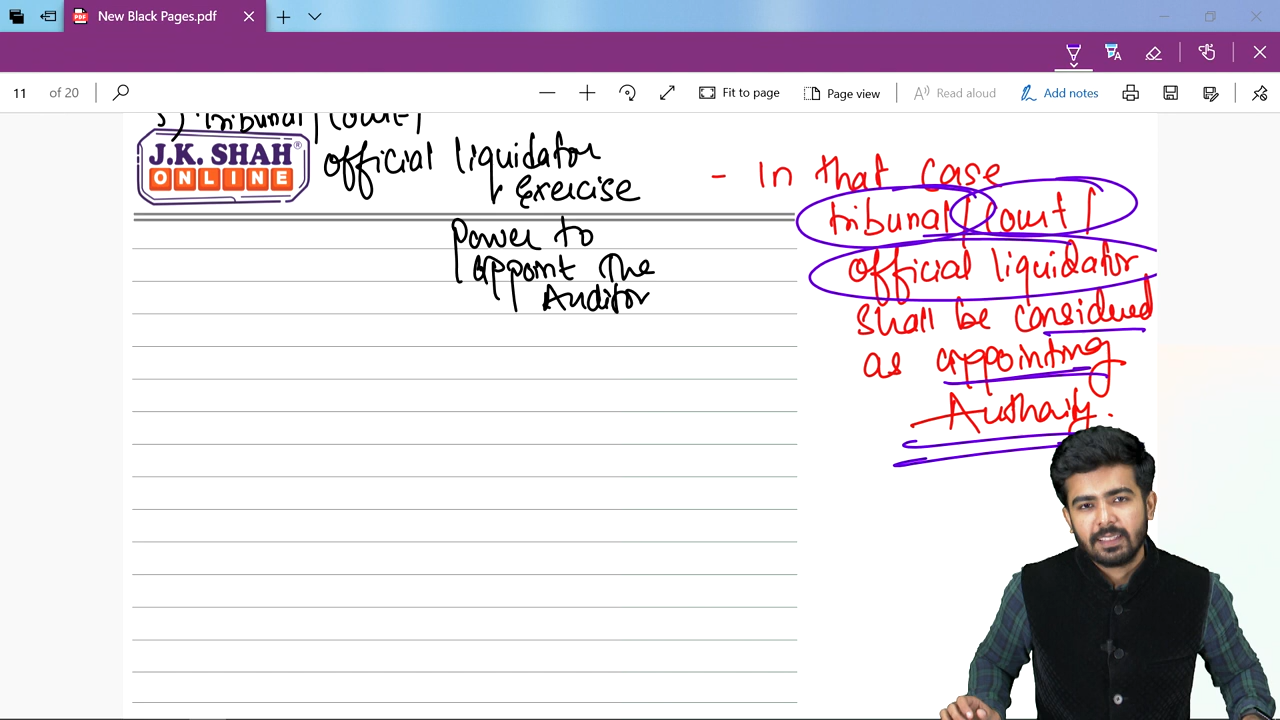 New Black Pages.pdf
11 of 20
Fit to page
Page view
Read aloud
Add notes
3) Tribunal / Court /
J.K. SHAH®
ONLINE
official liquidator
Exercise
Power to
appoint the
Auditor
- In that case
tribunal / Court /
official liquidator
shall be considered
as appointing
Authority.